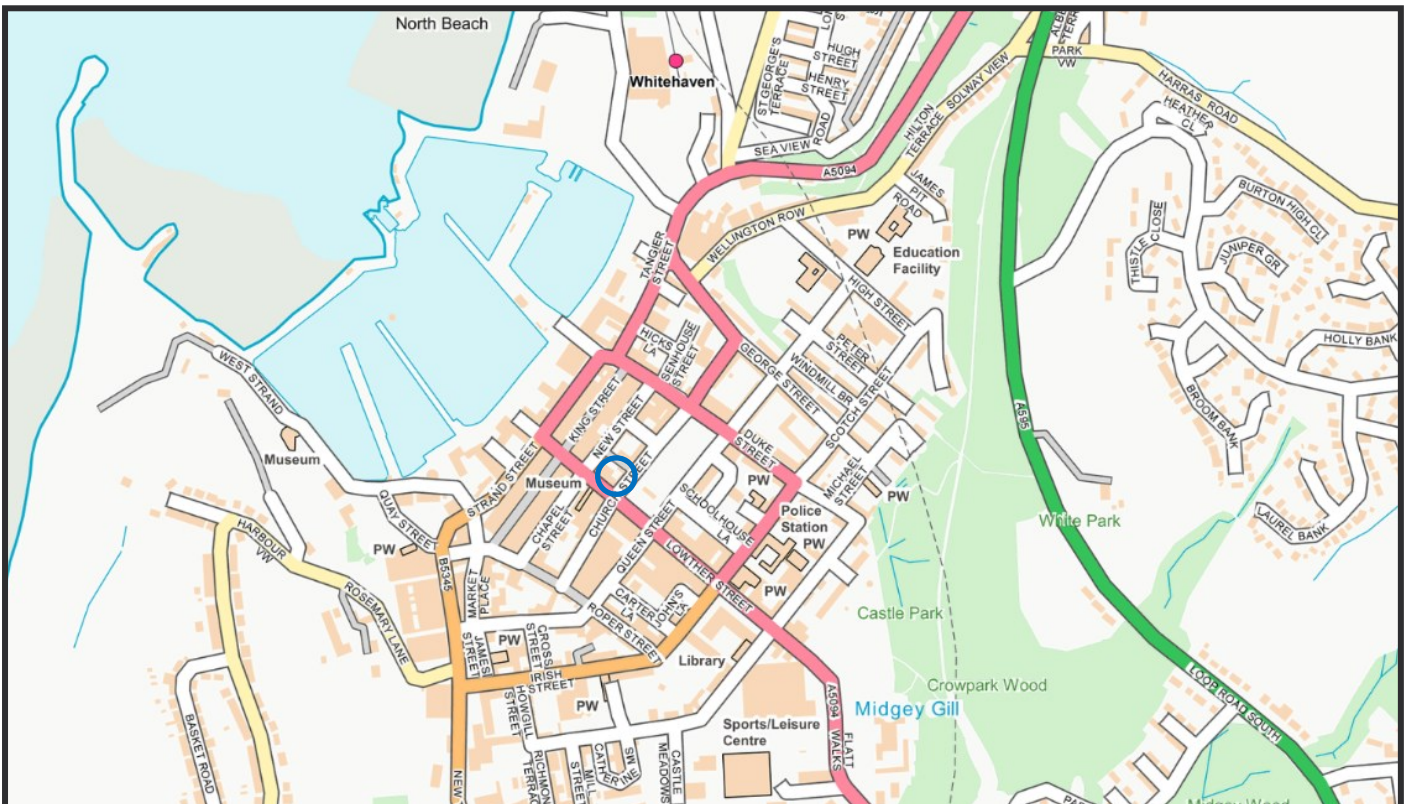 North Beach
Whitehaven
ST GEORGE'S
TERRACE
HUGH
STREET
HENRY
STREET
ROAD
SEA VIEW
A5094
HILTON
TERRACE
SOLWAY VIEW
PARK
VW
HARRAS ROAD
HEATHER
CL
BURTON HIGH CL
THISTLE
CLOSE
JUNIPER GR
HOLLY BANK
BROOM BANK
LAUREL BANK
JAMES
PIT
ROAD
PW
Education
Facility
WELLINGTON ROW
TANGIER
STREET
HIGH STREET
HICKS
LA
SENHOUSE
STREET
GEORGE STREET
PETER
STREET
WINDMILL BR
SCOTCH STREET
A595
WEST STRAND
Museum
KING STREET
NEW STREET
DUKE
STREET
STRAND STREET
Museum
CHURCH STREET
CHAPEL
STREET
QUEEN STREET
SCHOOLHOUSE
LA
PW
MICHAEL
STREET
PW
Police
Station
PW
White Park
QUAY STREET
PW
HARBOUR
VW
B5345
MARKET
PLACE
LOWTHER STREET
PW
ROSEMARY LANE
CARTER
LA
JOHN'S
LA
ROPER STREET
Castle Park
JAMES
STREET
PW
CROSS
STREET
IRISH
STREET
Library
Crowpark Wood
Midgey Gill
LOOP ROAD SOUTH
PW
HOWGILL
STREET
BASKET ROAD
A5094
FLATT
WALKS
Sports/Leisure
Centre
NEW
RICHMOND
TERRAC
MILL
STREET
CATHERINE
CASTLE
MEADOWS
Midgey Wood